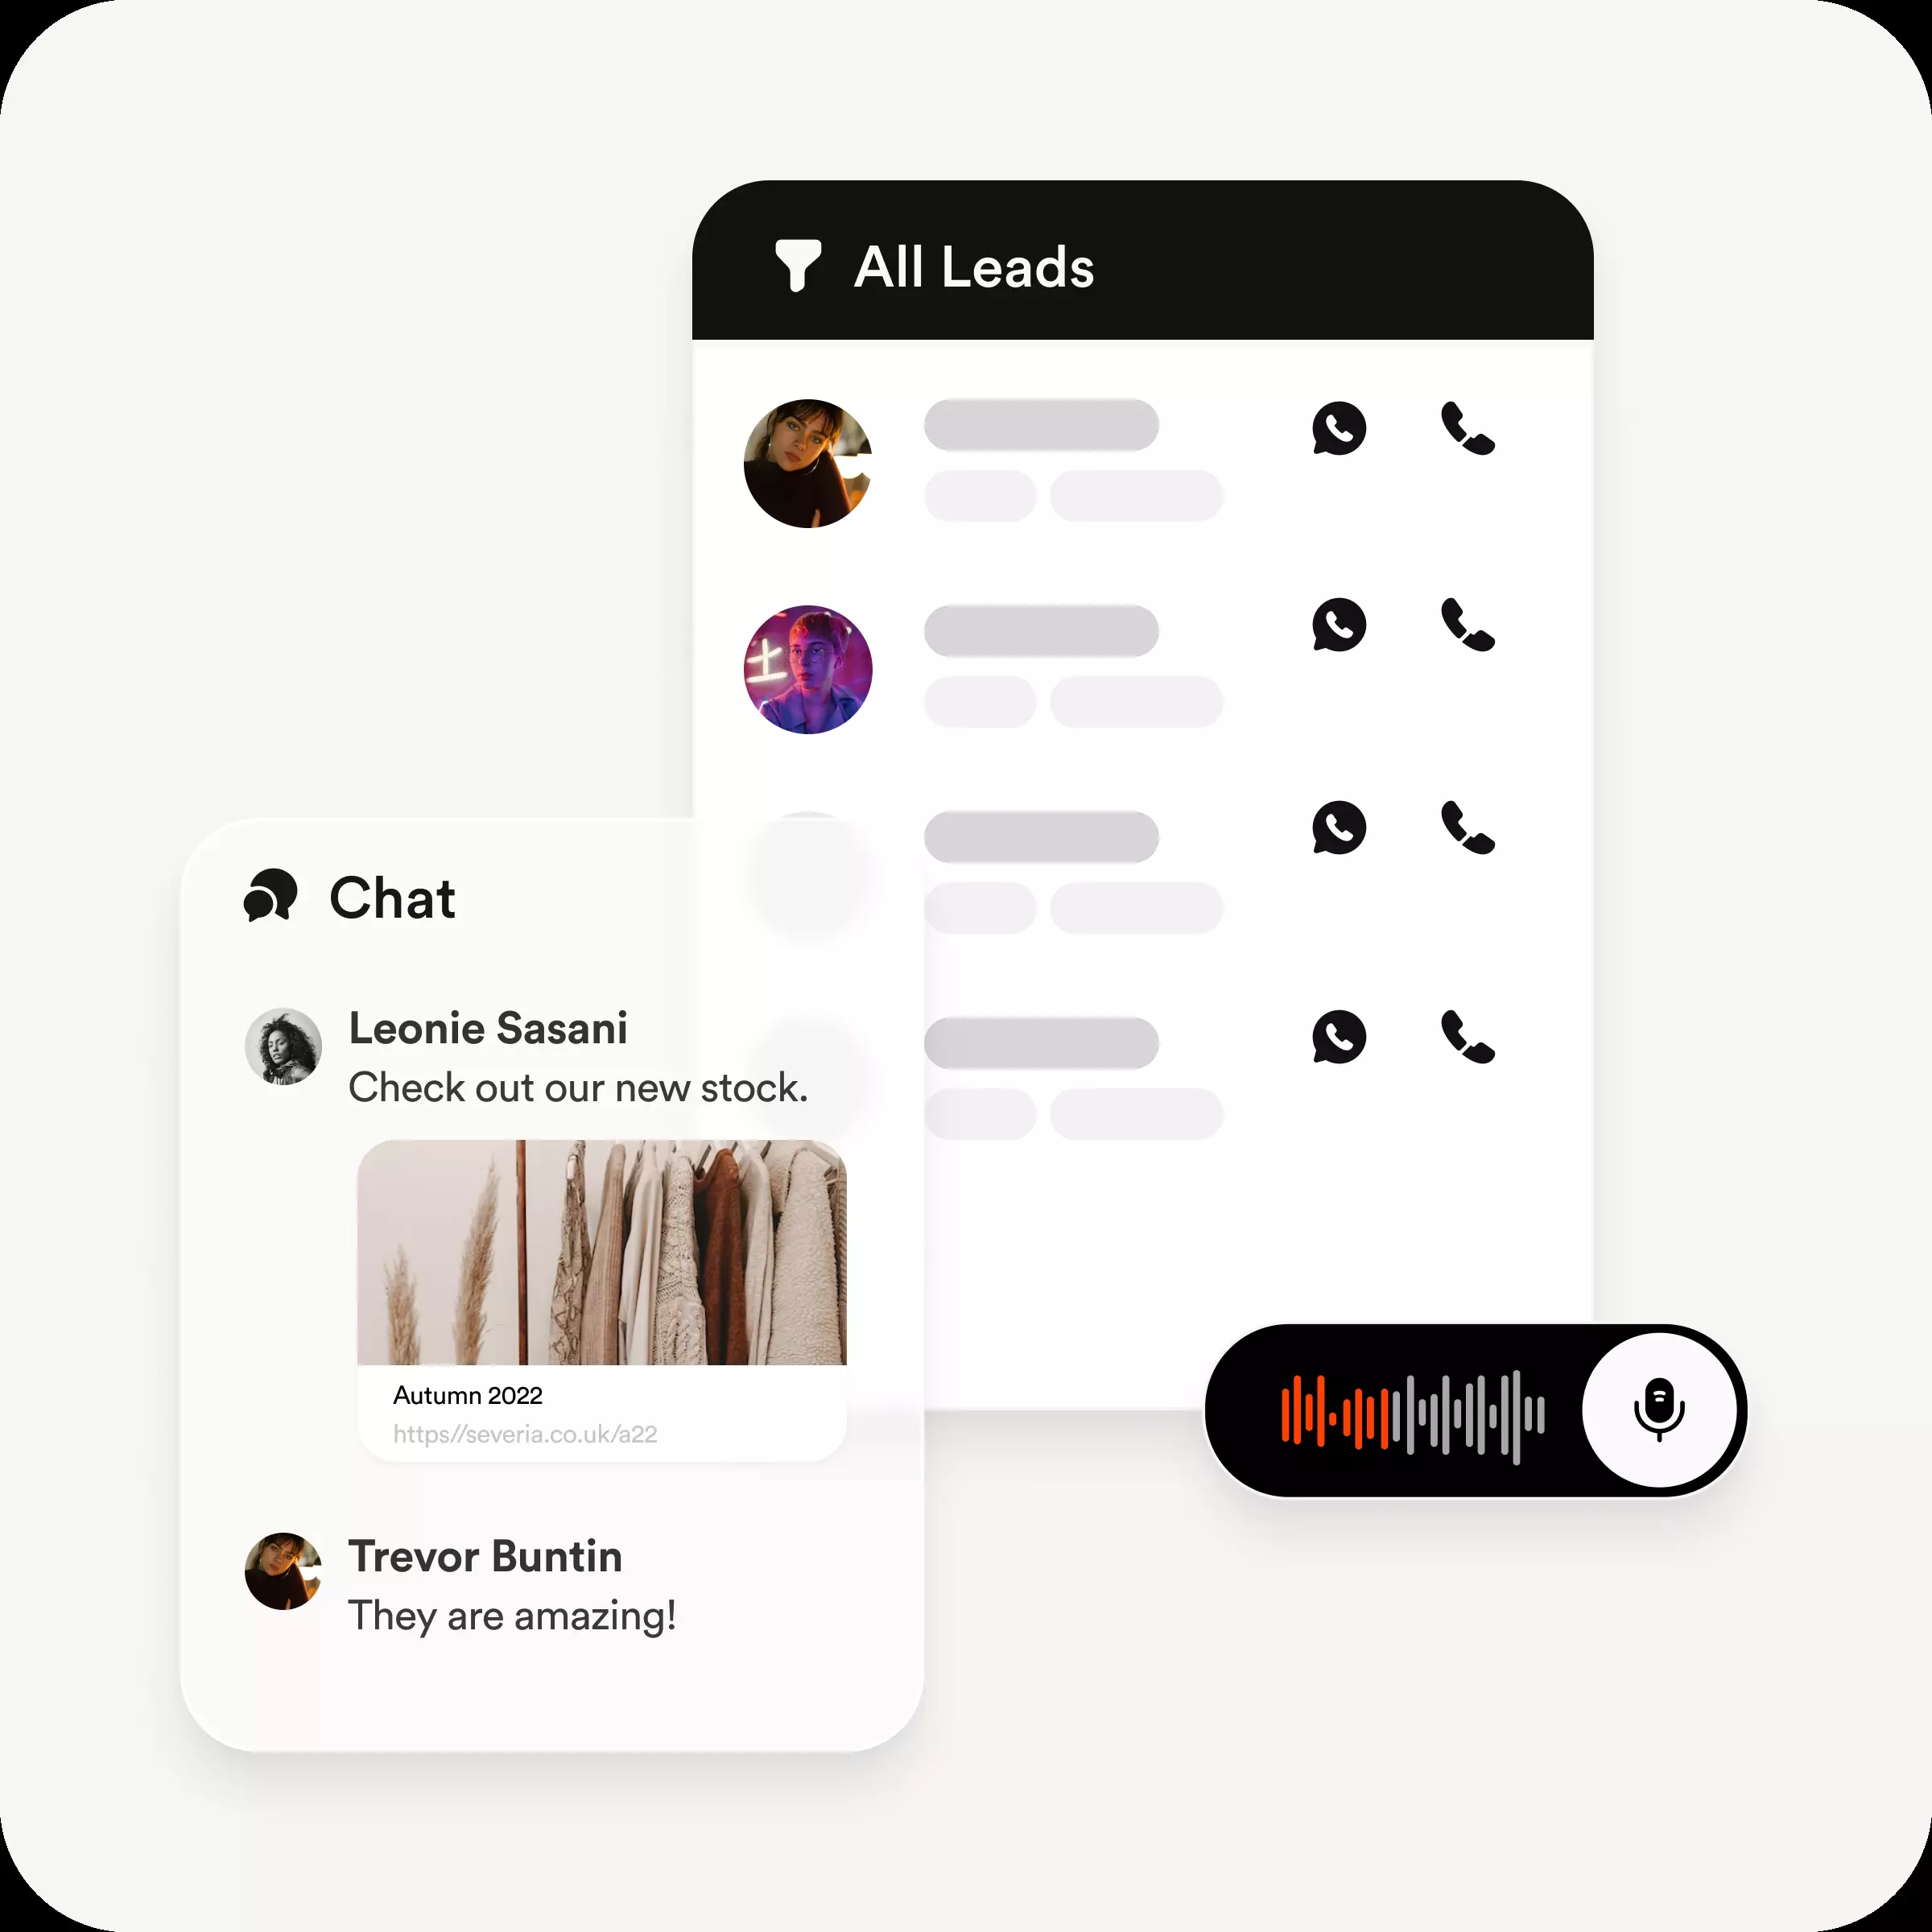 All Leads
Chat
Leonie Sasani
Check out our new stock.
Autumn 2022
https//severia.co.uk/a22
Trevor Buntin
They are amazing!